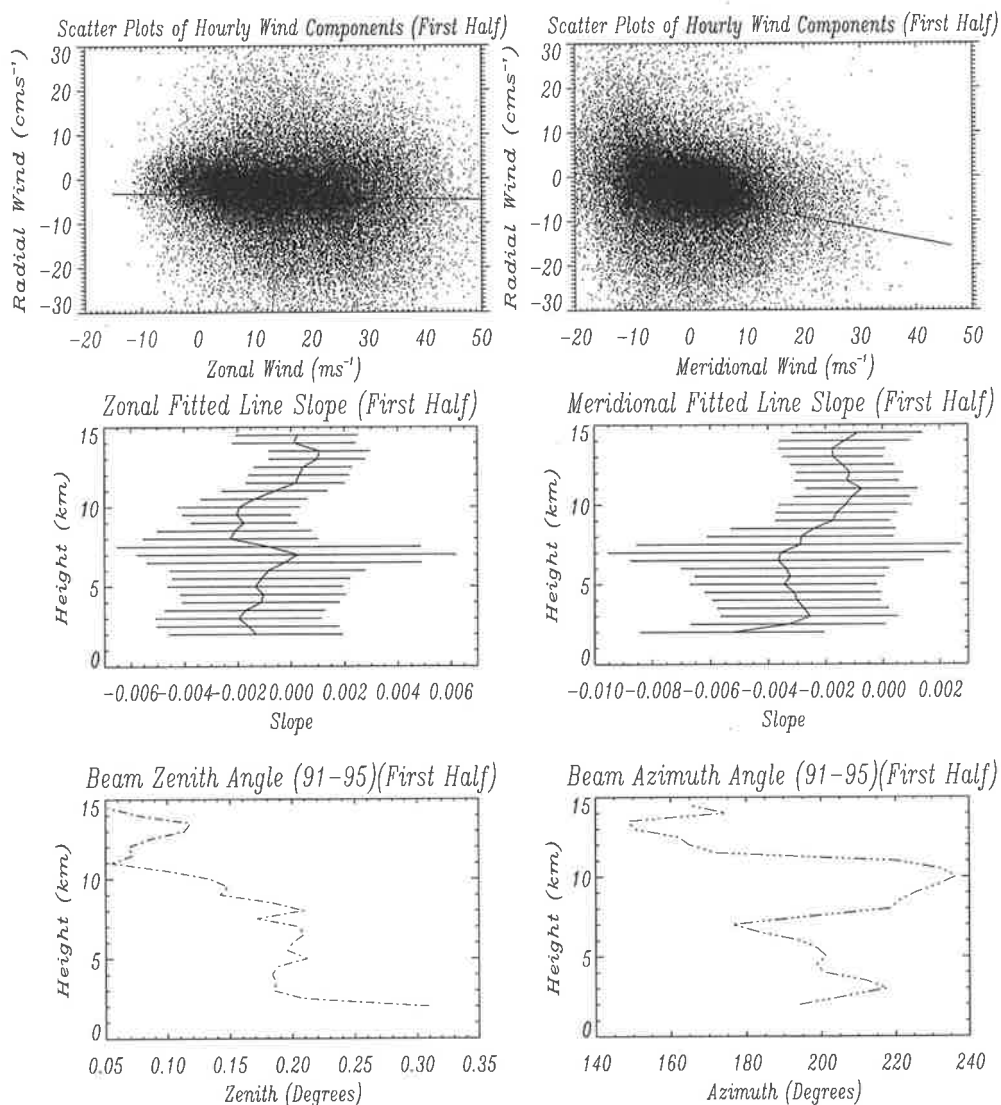 Scatter Plots of Hourly Wind Components (First Half)
Radial Wind (cms⁻¹)
30
20
10
0
−10
−20
−30
−20 −10 0 10 20 30 40 50
Zonal Wind (ms⁻¹)
Scatter Plots of Hourly Wind Components (First Half)
Radial Wind (cms⁻¹)
30
20
10
0
−10
−20
−30
−20 −10 0 10 20 30 40 50
Meridional Wind (ms⁻¹)
Zonal Fitted Line Slope (First Half)
Height (km)
15
10
5
0
−0.006 −0.004 −0.002 0.000 0.002 0.004 0.006
Slope
Meridional Fitted Line Slope (First Half)
Height (km)
15
10
5
0
−0.010 −0.008 −0.006 −0.004 −0.002 0.000 0.002
Slope
Beam Zenith Angle (91−95)(First Half)
Height (km)
15
10
5
0
0.05 0.10 0.15 0.20 0.25 0.30 0.35
Zenith (Degrees)
Beam Azimuth Angle (91−95)(First Half)
Height (km)
15
10
5
0
140 160 180 200 220 240
Azimuth (Degrees)